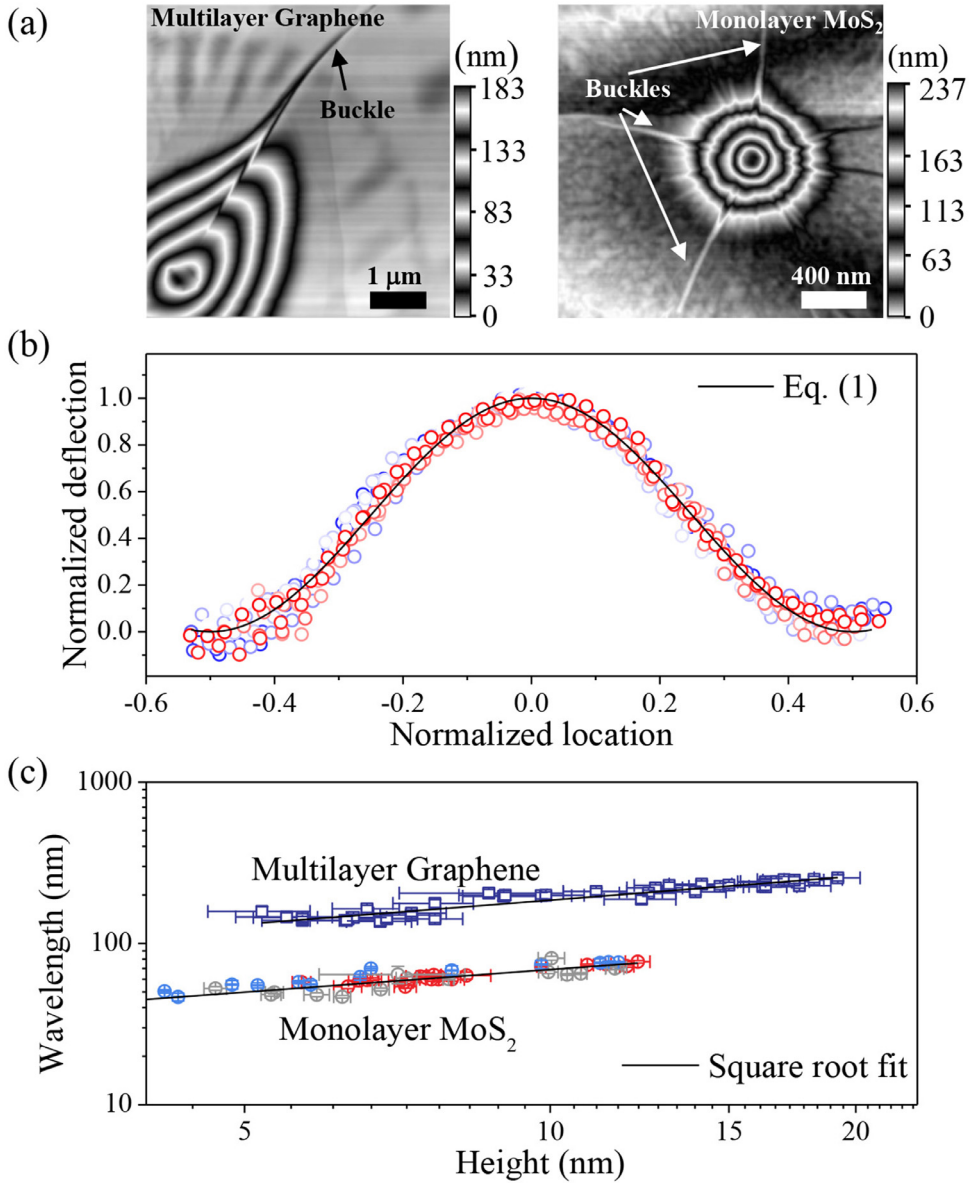 (a)
Multilayer Graphene
Buckle
1 μm
(nm)
183
133
83
33
0
Monolayer MoS₂
Buckles
400 nm
(nm)
237
163
113
63
0
(b)
Normalized deflection
1.0
0.8
0.6
0.4
0.2
0.0
Eq. (1)
-0.6
-0.4
-0.2
0.0
0.2
0.4
0.6
Normalized location
(c)
Wavelength (nm)
1000
100
10
Multilayer Graphene
Monolayer MoS₂
Square root fit
5
10
15
20
Height (nm)